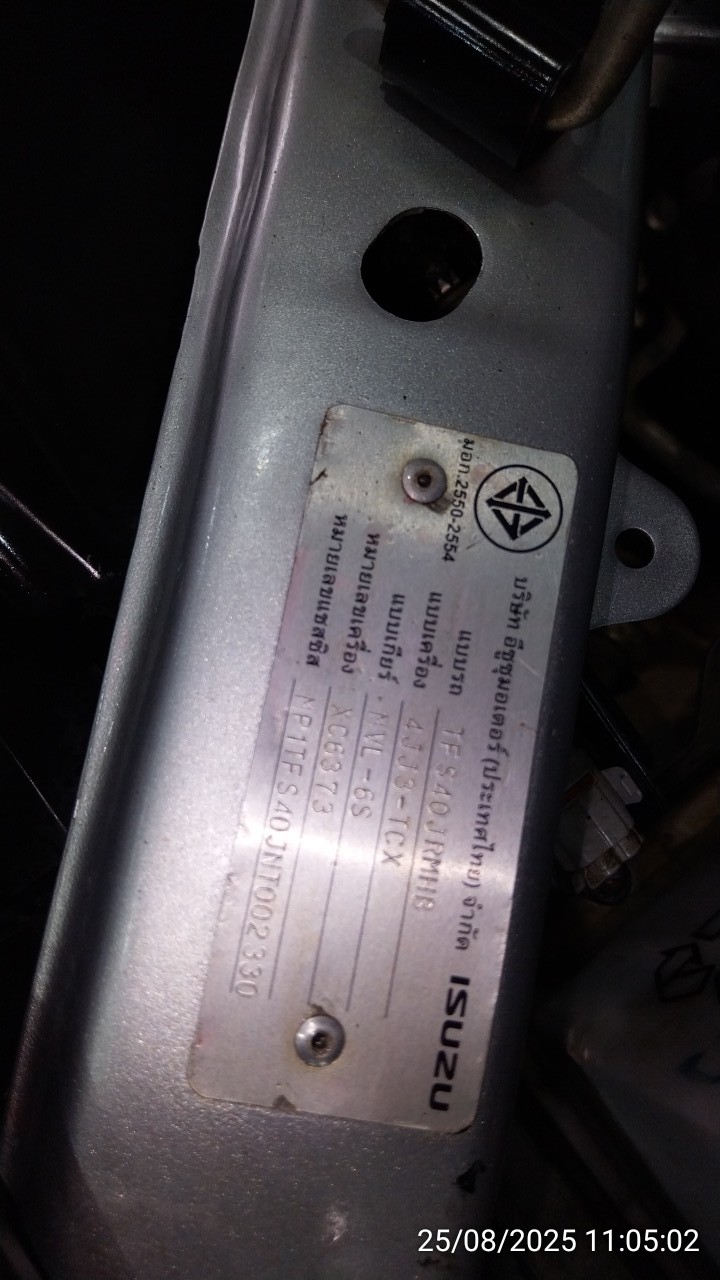 มอก.2550-2554
บริษัท อีซูซุมอเตอร์ (ประเทศไทย) จำกัด ISUZU
แบบรถ TFS40JRMHG
แบบเครื่อง 4JJ3-TCX
แบบเกียร์ MVL-6S
หมายเลขเครื่อง XC6373
หมายเลขแชสซิส MP1TFS40JNT002330
25/08/2025 11:05:02